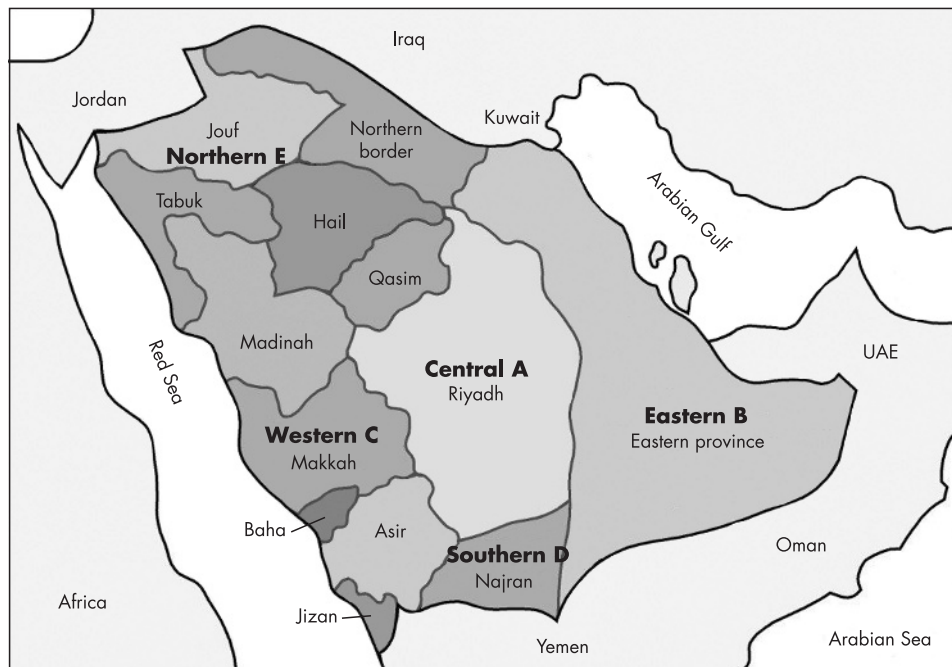 Iraq
Jordan
Kuwait
Jouf
Northern E
Northern
border
Tabuk
Hail
Qasim
Arabian Gulf
Madinah
Red Sea
UAE
Central A
Riyadh
Eastern B
Eastern province
Western C
Makkah
Baha
Asir
Southern D
Najran
Oman
Africa
Jizan
Yemen
Arabian Sea